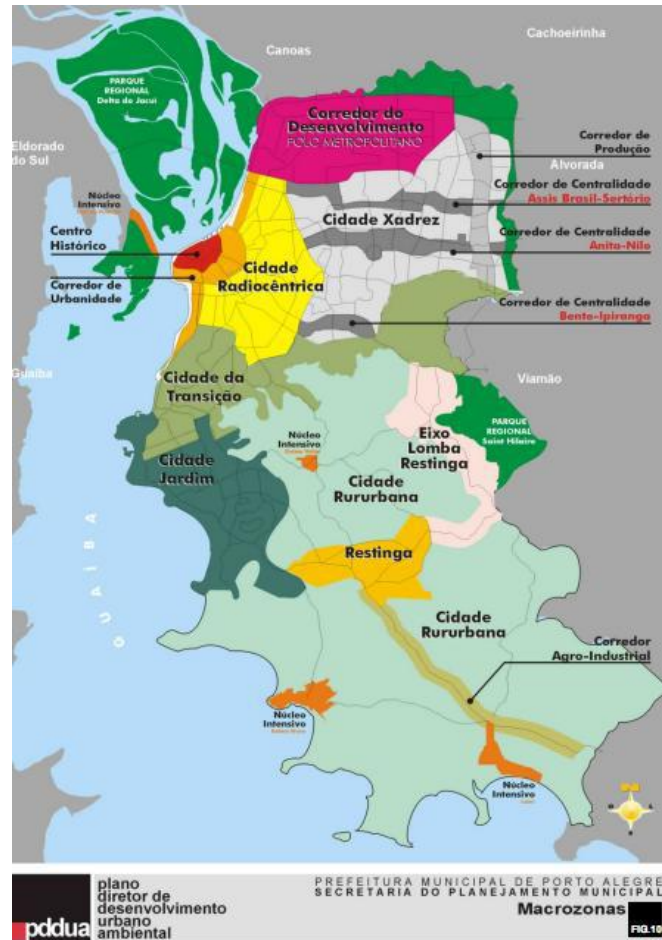 Canoas
Cachoeirinha
PARQUE
REGIONAL
Delta do Jacuí
Corredor do
Desenvolvimento
POLO METROPOLITANO
Eldorado
do Sul
Corredor de
Produção
Alvorada
Núcleo
Intensivo
Corredor de Centralidade
Assis Brasil-Sertório
Centro
Histórico
Cidade Xadrez
Corredor de Centralidade
Anita-Nilo
Corredor de
Urbanidade
Cidade
Radiocêntrica
Corredor de Centralidade
Bento-Ipiranga
Guaíba
Cidade da
Transição
Viamão
PARQUE
REGIONAL
Saint Hilaire
Eixo
Lomba
Restinga
Núcleo
Intensivo
Cidade
Jardim
Cidade
Rururbana
GUAÍBA
Restinga
Cidade
Rururbana
Corredor
Agro-Industrial
Núcleo
Intensivo
Núcleo
Intensivo
pddua
plano
diretor de
desenvolvimento
urbano
ambiental
PREFEITURA MUNICIPAL DE PORTO ALEGRE
SECRETARIA DO PLANEJAMENTO MUNICIPAL
Macrozonas
FIG.10